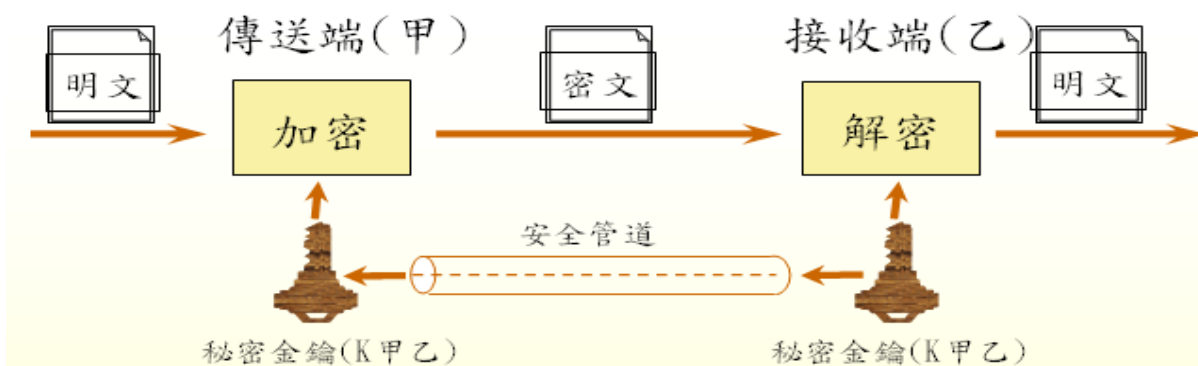 傳送端(甲)
接收端(乙)
明文
密文
明文
加密
解密
安全管道
秘密金鑰(K甲乙)
秘密金鑰(K甲乙)